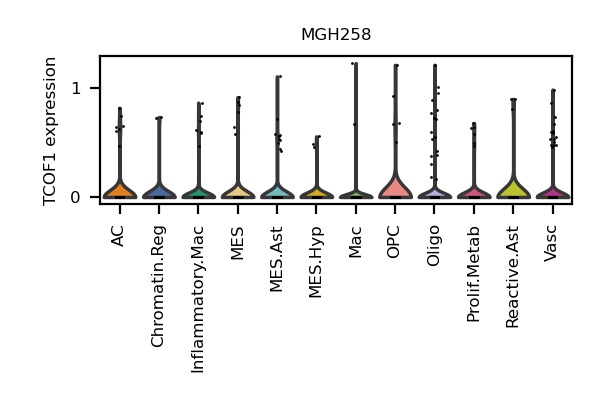 MGH258
TCOF1 expression
1
0
AC
Chromatin.Reg
Inflammatory.Mac
MES
MES.Ast
MES.Hyp
Mac
OPC
Oligo
Prolif.Metab
Reactive.Ast
Vasc